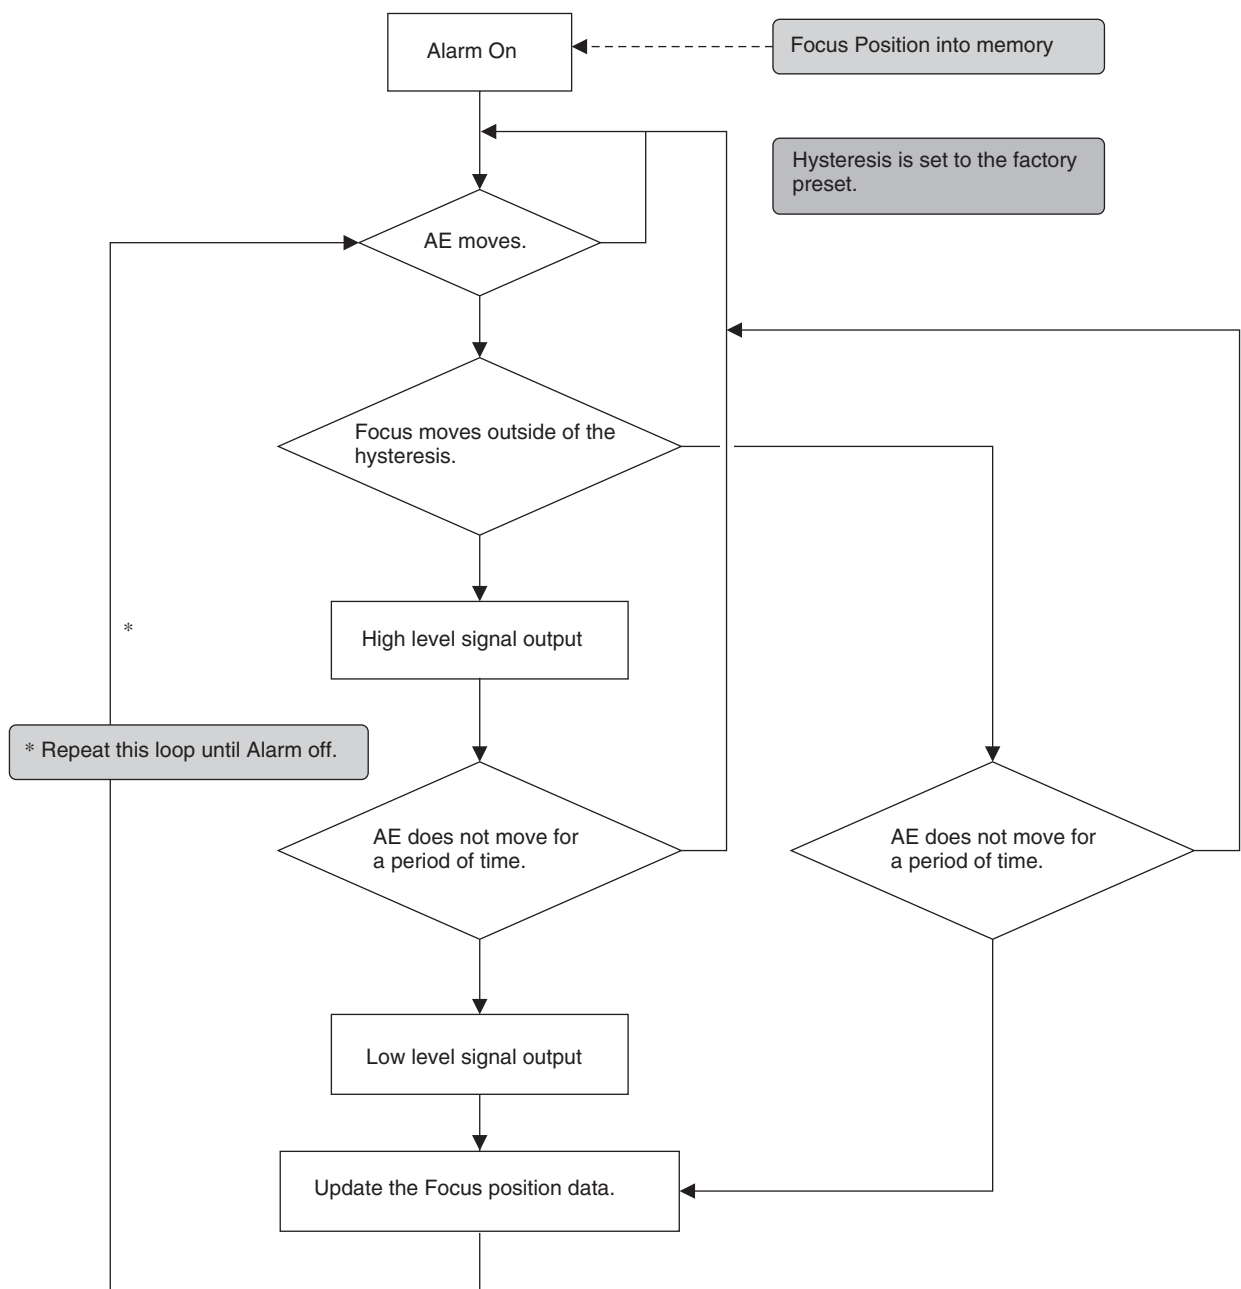 Alarm On
Focus Position into memory
Hysteresis is set to the factory
preset.
AE moves.
Focus moves outside of the
hysteresis.
*
High level signal output
* Repeat this loop until Alarm off.
AE does not move for
a period of time.
AE does not move for
a period of time.
Low level signal output
Update the Focus position data.